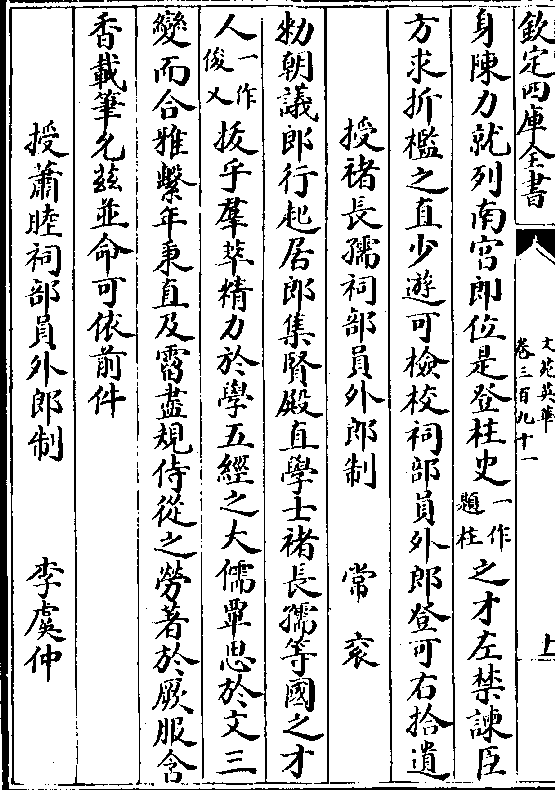 欽定四庫全書
文苑英華
卷三百九十一
上
身陳力就列南宮郎位是登柱史一作題柱之才左禁諫臣
方求折檻之直少遊可檢校祠部員外郎登可右拾遺
授褚長孺祠部員外郎制 常袞
勑朝議郎行起居郎集賢殿直學士褚長孺等國之才
人一作俊乂拔乎羣萃精力於學五經之大儒覃思於文三
變而合雅繫年秉直及霤盡規侍從之勞著於厥服含
香載筆允茲並命可依前件
授蕭睦祠部員外郎制 李虞仲